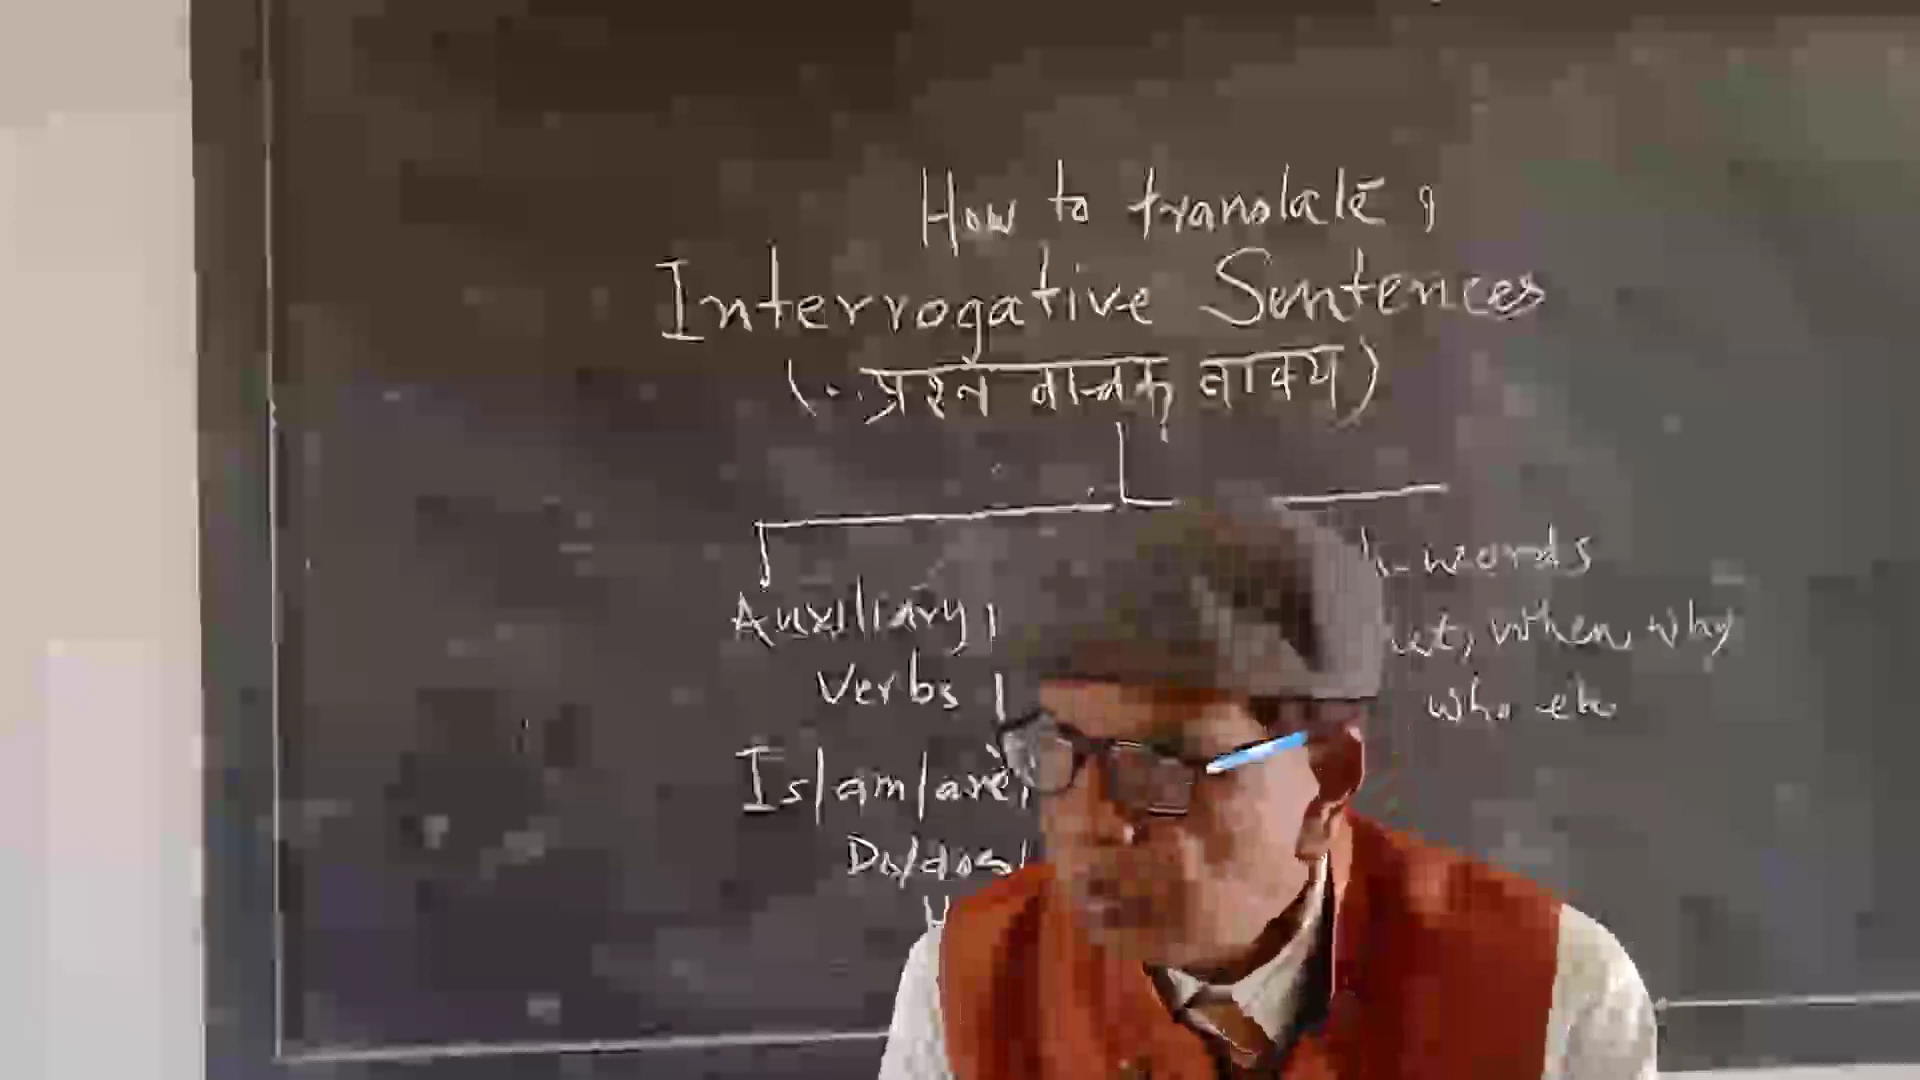 How to translate,
Interrogative Sentences
(प्रश्न वाचक वाक्य)
Auxiliary
Verbs
Is/am/are,
Do/does
H
-words
when, why
who etc